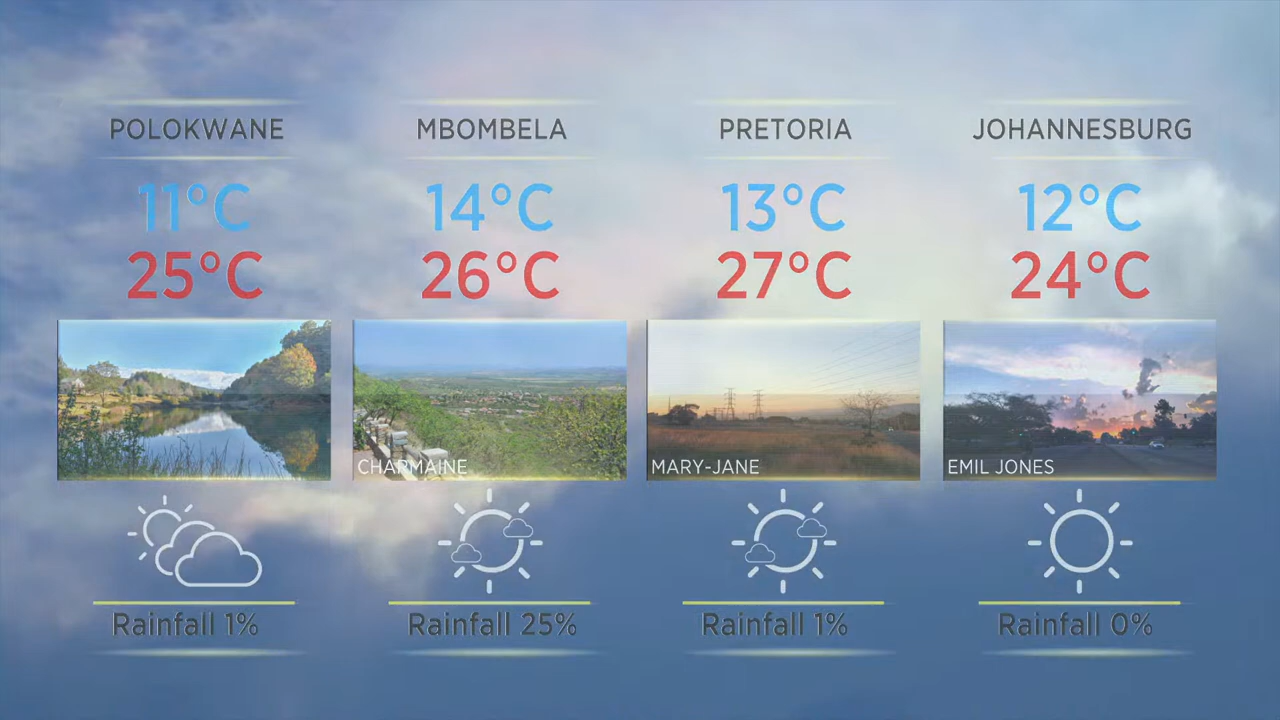 POLOKWANE
11°C
25°C
Rainfall 1%
MBOMBELA
14°C
26°C
CHARMAINE
Rainfall 25%
PRETORIA
13°C
27°C
MARY-JANE
Rainfall 1%
JOHANNESBURG
12°C
24°C
EMIL JONES
Rainfall 0%